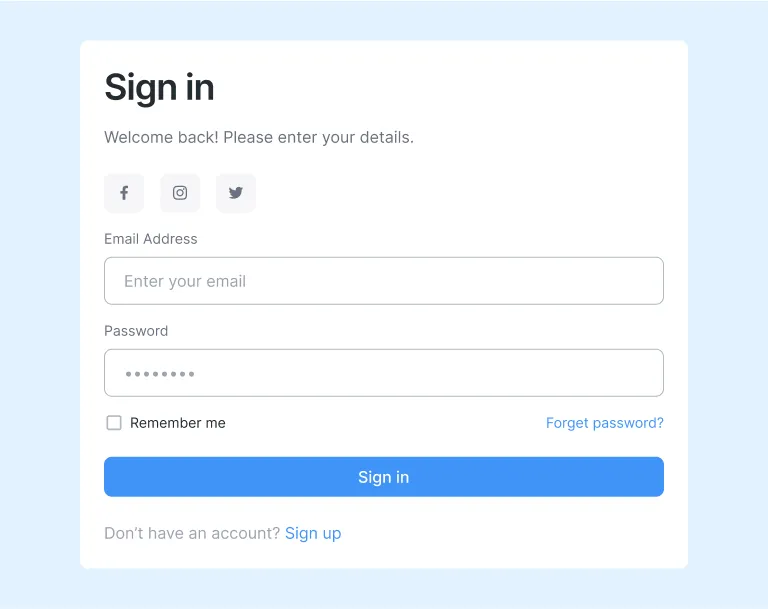 Sign in
Welcome back! Please enter your details.
Email Address
Enter your email
Password
••••••••
Remember me Forget password?
Sign in
Don’t have an account? Sign up